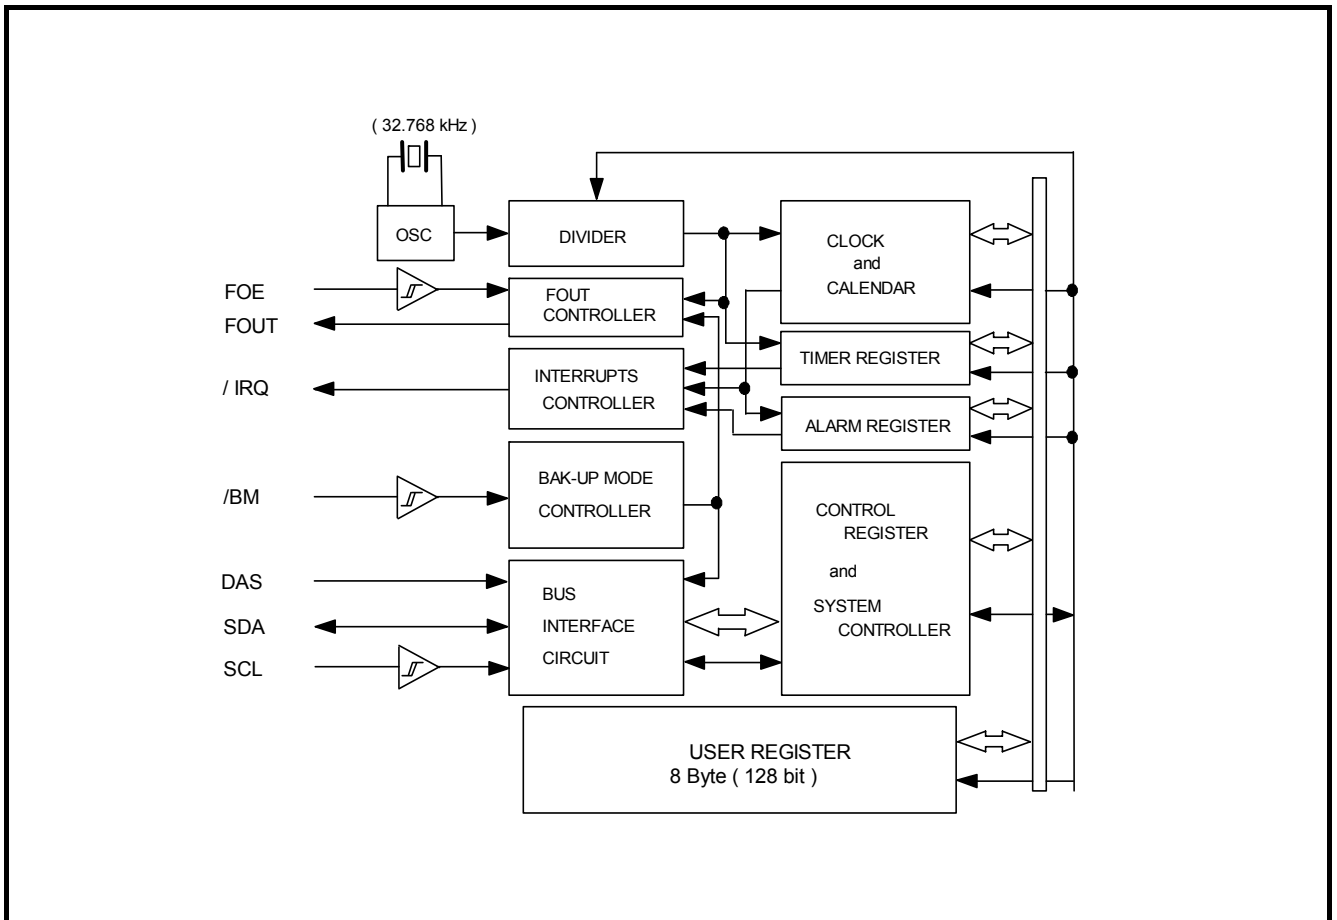 ( 32.768 kHz )
OSC
DIVIDER
CLOCK
and
CALENDAR
FOE
FOUT
FOUT
CONTROLLER
TIMER REGISTER
/ IRQ
INTERRUPTS
CONTROLLER
ALARM REGISTER
/BM
BAK-UP MODE
CONTROLLER
CONTROL
REGISTER
and
SYSTEM
CONTROLLER
DAS
SDA
SCL
BUS
INTERFACE
CIRCUIT
USER REGISTER
8 Byte ( 128 bit )